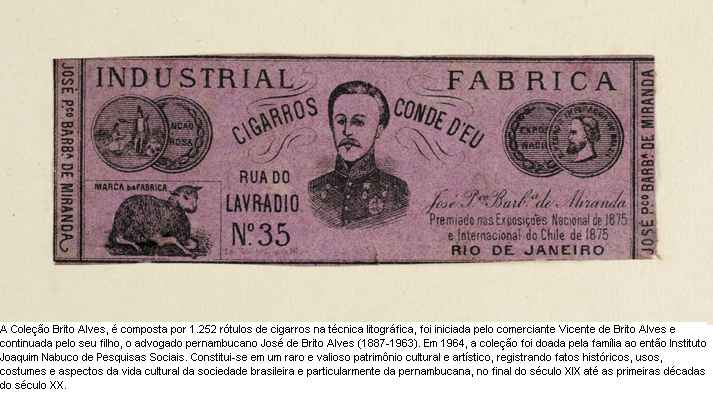 INDUSTRIAL FABRICA
CIGARROS CONDE D'EU
JOSÉ Pco BARBa. DE MIRANDA
MARCA DA FABRICA
RUA DO
LAVRADIO
No. 35
EXPO
José P.co Barb.a de Miranda
Premiado nas Exposições Nacional de 1875
e Internacional do Chile de 1875
RIO DE JANEIRO
JOSÉ Pco BARBa. DE MIRANDA
A Coleção Brito Alves, é composta por 1.252 rótulos de cigarros na técnica litográfica, foi iniciada pelo comerciante Vicente de Brito Alves e
continuada pelo seu filho, o advogado pernambucano José de Brito Alves (1887-1963). Em 1964, a coleção foi doada pela família ao então Instituto
Joaquim Nabuco de Pesquisas Sociais. Constitui-se em um raro e valioso patrimônio cultural e artístico, registrando fatos históricos, usos,
costumes e aspectos da vida cultural da sociedade brasileira e particularmente da pernambucana, no final do século XIX até as primeiras décadas
do século XX.